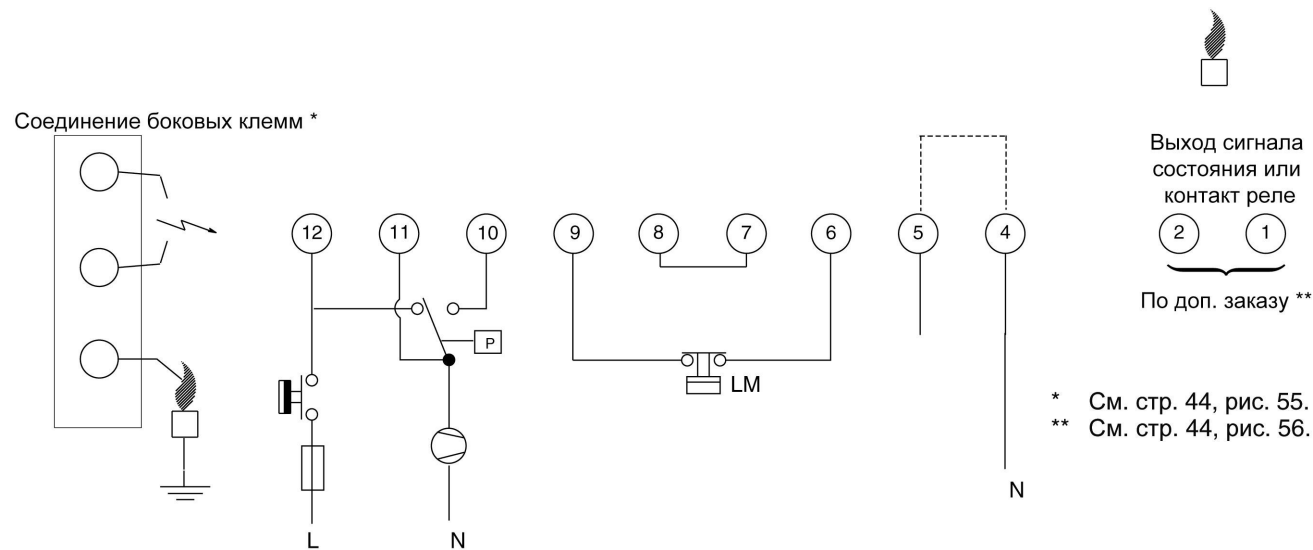 Соединение боковых клемм *
Выход сигнала
состояния или
контакт реле
12 11 10 9 8 7 6 5 4 2 1
По доп. заказу **
P
LM
* См. стр. 44, рис. 55.
** См. стр. 44, рис. 56.
N
L N